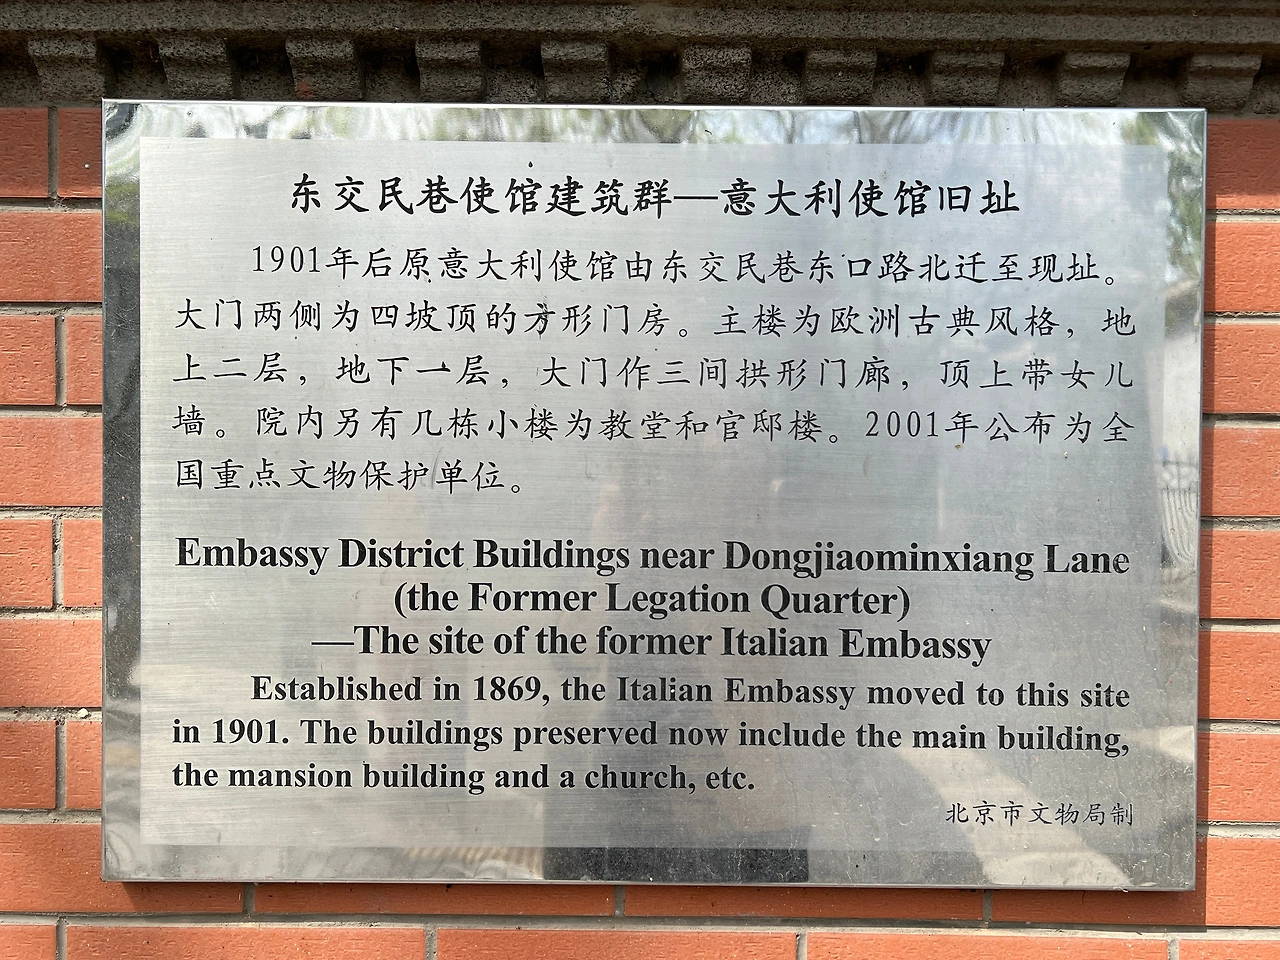 东交民巷使馆建筑群—意大利使馆旧址
1901年后原意大利使馆由东交民巷东口路北迁至现址。
大门两侧为四坡顶的方形门房。主楼为欧洲古典风格，地
上二层，地下一层，大门作三间拱形门廊，顶上带女儿
墙。院内另有几栋小楼为教堂和官邸楼。2001年公布为全
国重点文物保护单位。
Embassy District Buildings near Dongjiaominxiang Lane
(the Former Legation Quarter)
—The site of the former Italian Embassy
Established in 1869, the Italian Embassy moved to this site
in 1901. The buildings preserved now include the main building,
the mansion building and a church, etc.
北京市文物局制